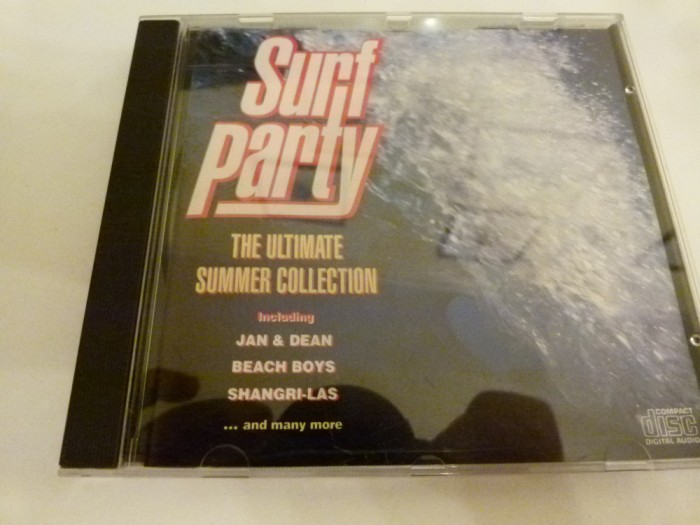 Surf
party
THE ULTIMATE
SUMMER COLLECTION
Including
JAN & DEAN
BEACH BOYS
SHANGRI-LAS
... and many more
COMPACT
disc
DIGITAL AUDIO